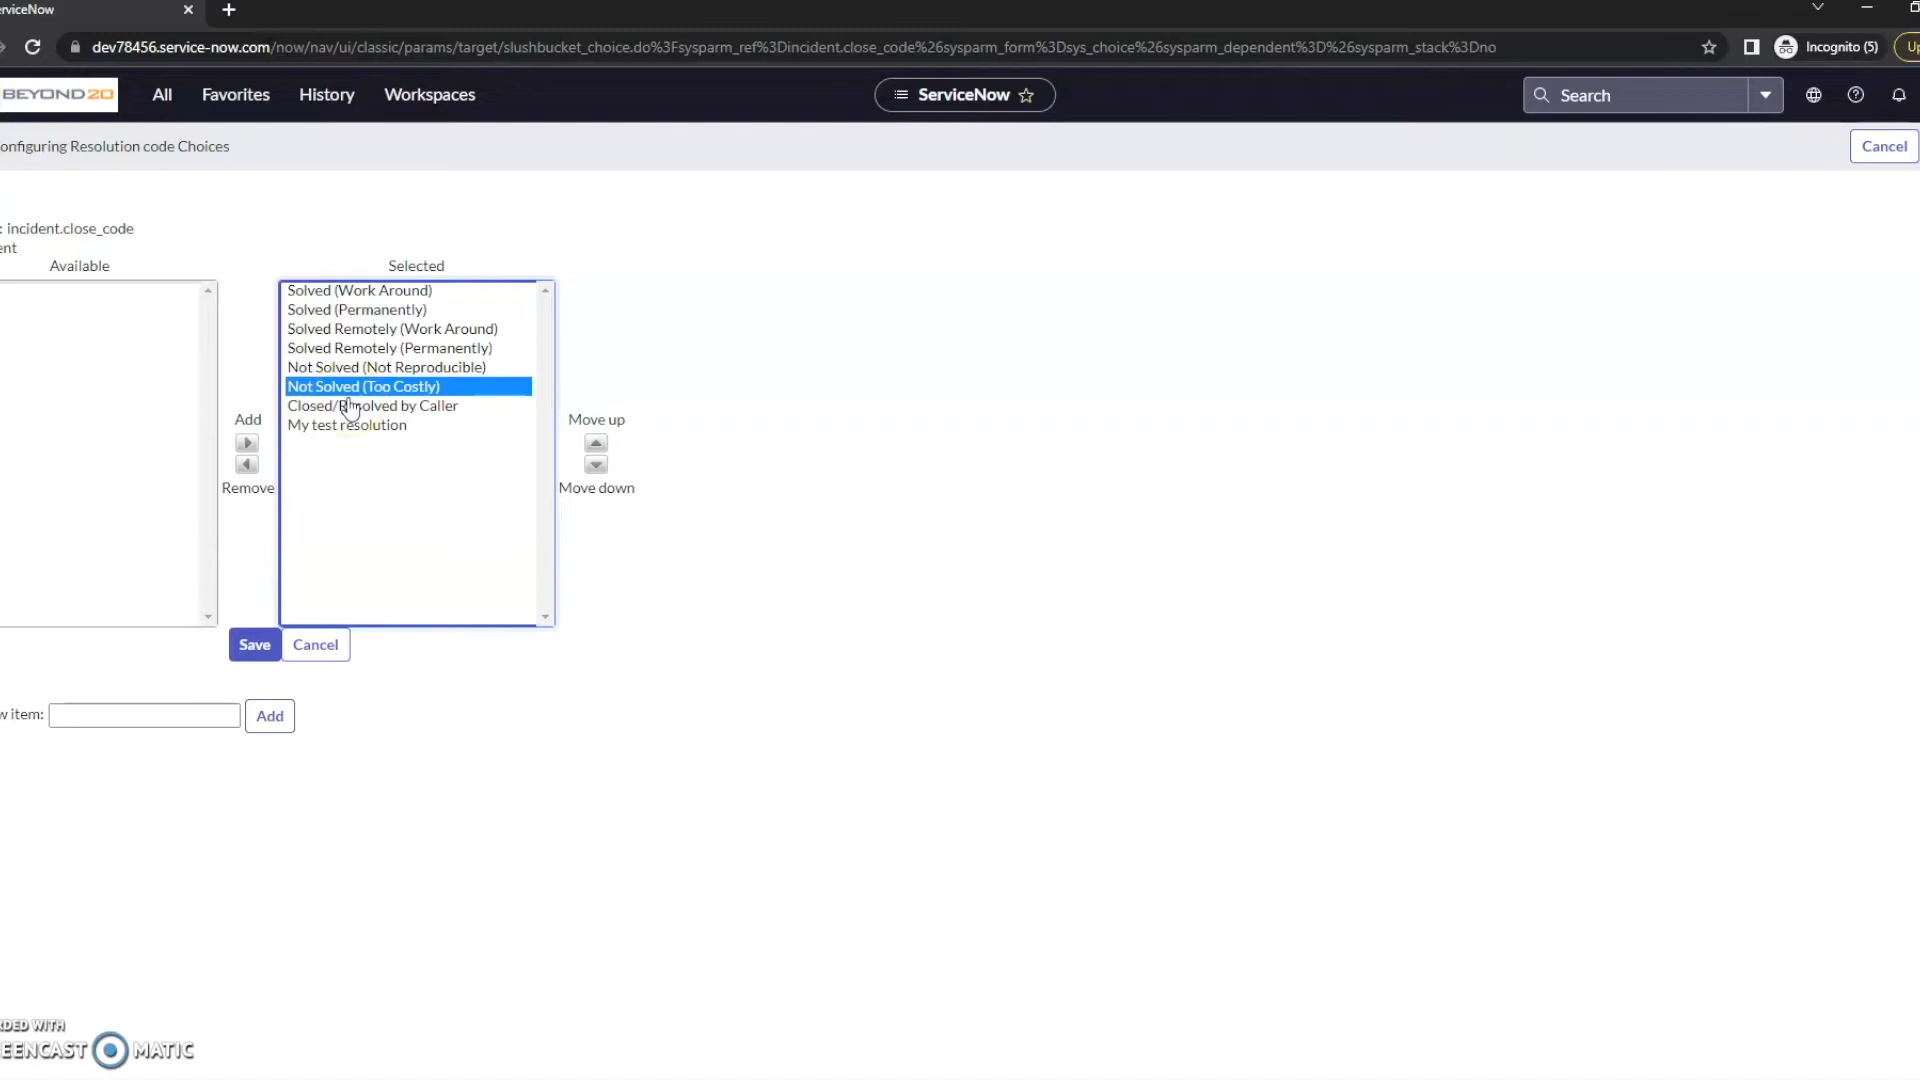 erviceNow
dev78456.service-now.com/now/nav/ui/classic/params/target/slushbucket_choice.do%3Fsysparm_ref%3Dincident.close_code%26sysparm_form%3Dsys_choice%26sysparm_dependent%3D%26sysparm_stack%3Dno
Incognito (5)
Up
BEYOND20
All
Favorites
History
Workspaces
ServiceNow
Search
onfiguring Resolution code Choices
Cancel
: incident.close_code
ent
Available
Selected
Solved (Work Around)
Solved (Permanently)
Solved Remotely (Work Around)
Solved Remotely (Permanently)
Not Solved (Not Reproducible)
Not Solved (Too Costly)
Closed/Resolved by Caller
My test resolution
Add
Remove
Move up
Move down
Save
Cancel
w item:
Add
RDED WITH
EENCAST
MATIC